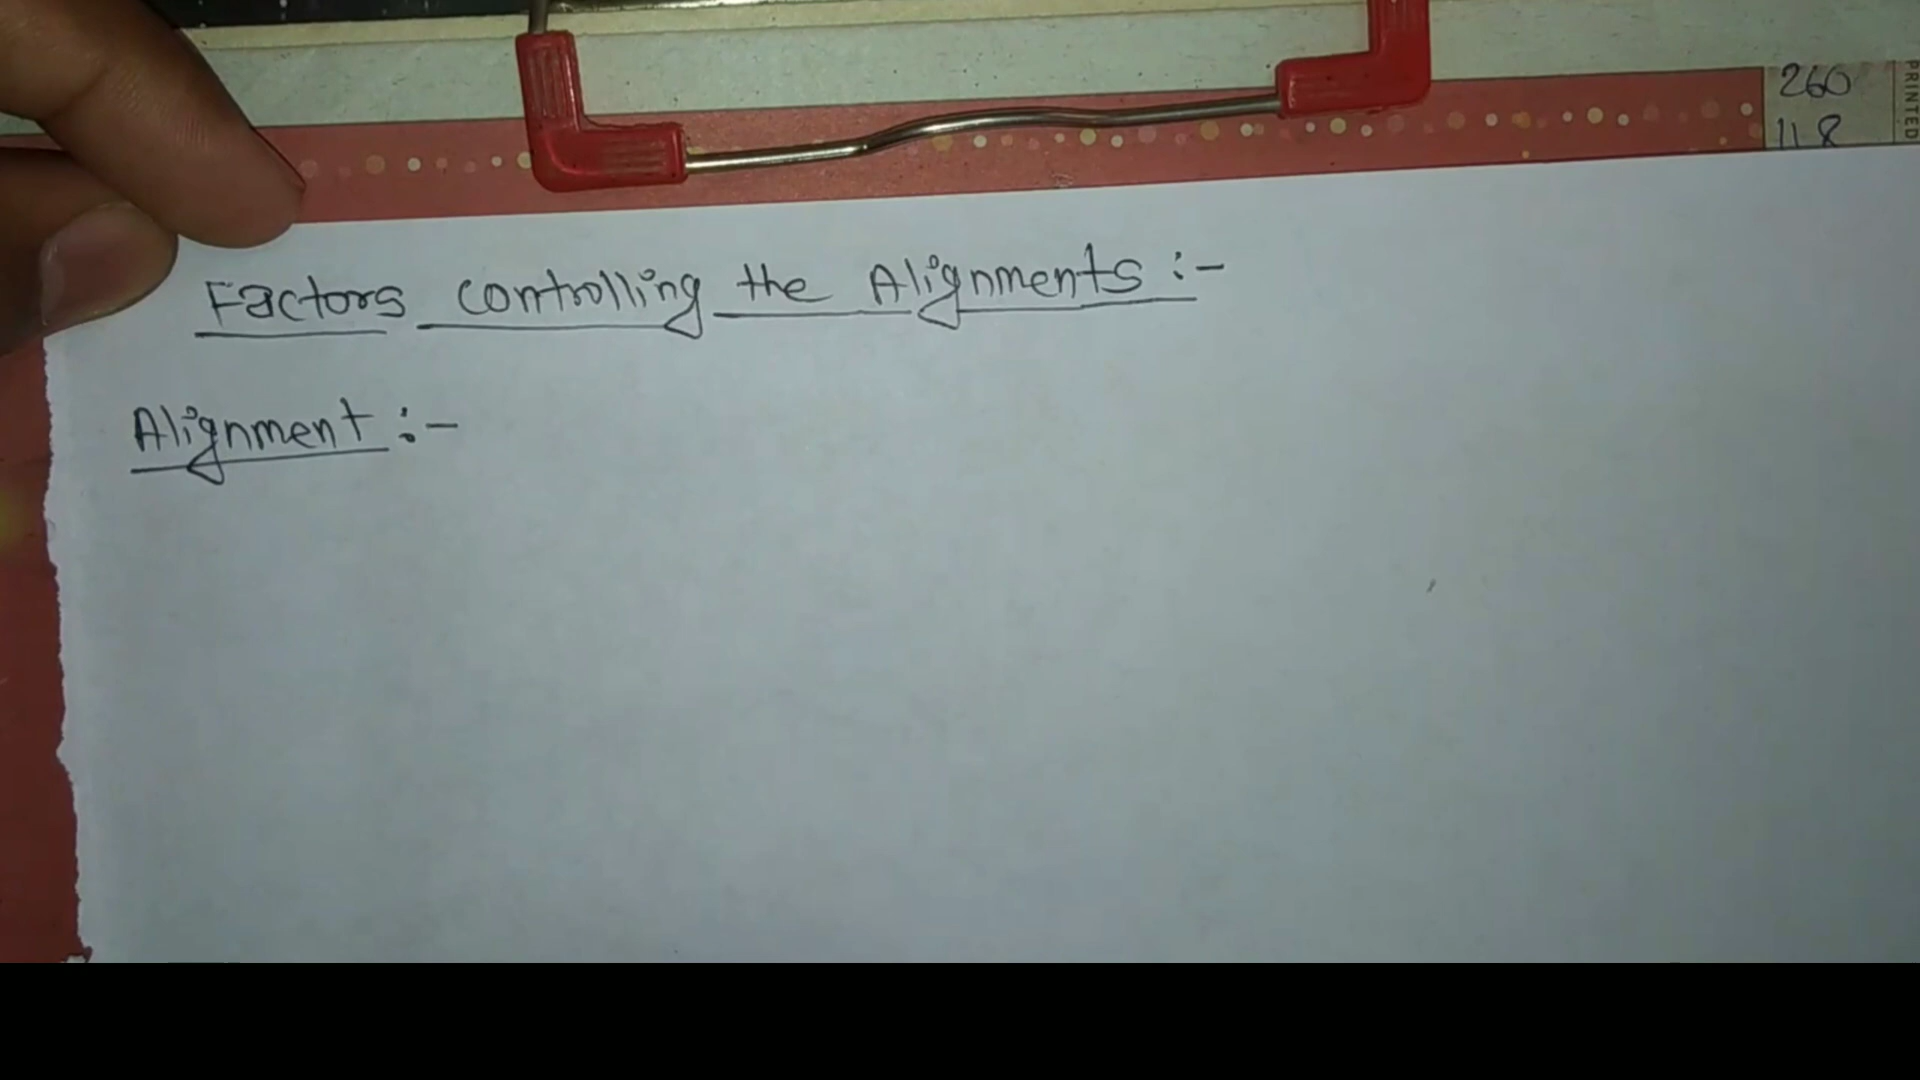 260
118
PRINTED
Factors controlling the Alignments :-
Alignment :-